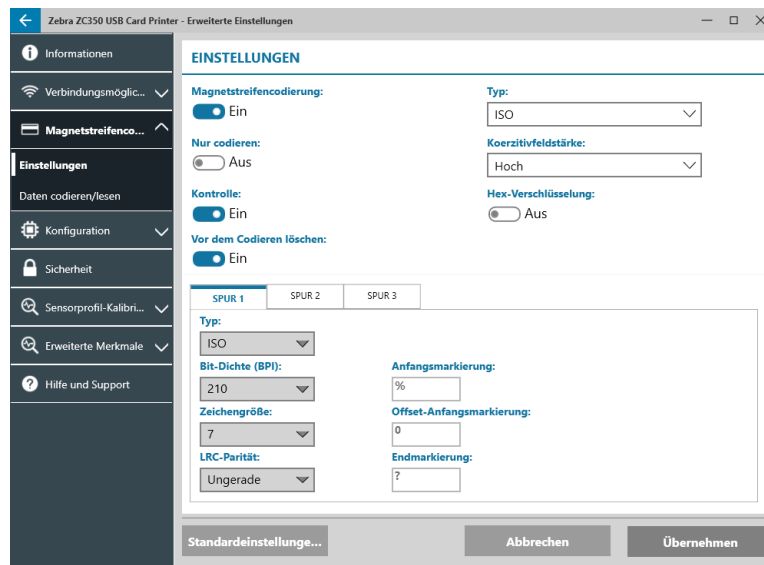 Zebra ZC350 USB Card Printer - Erweiterte Einstellungen
Informationen
Verbindungsmöglic...
Magnetstreifenco...
Einstellungen
Daten codieren/lesen
Konfiguration
Sicherheit
Sensorprofil-Kalibri...
Erweiterte Merkmale
Hilfe und Support
EINSTELLUNGEN
Magnetstreifencodierung:
Ein
Typ:
ISO
Nur codieren:
Aus
Koerzitivfeldstärke:
Hoch
Kontrolle:
Ein
Hex-Verschlüsselung:
Aus
Vor dem Codieren löschen:
Ein
SPUR 1 SPUR 2 SPUR 3
Typ:
ISO
Bit-Dichte (BPI):
210
Anfangsmarkierung:
%
Zeichengröße:
7
Offset-Anfangsmarkierung:
0
LRC-Parität:
Ungerade
Endmarkierung:
?
Standardeinstellunge... Abbrechen Übernehmen